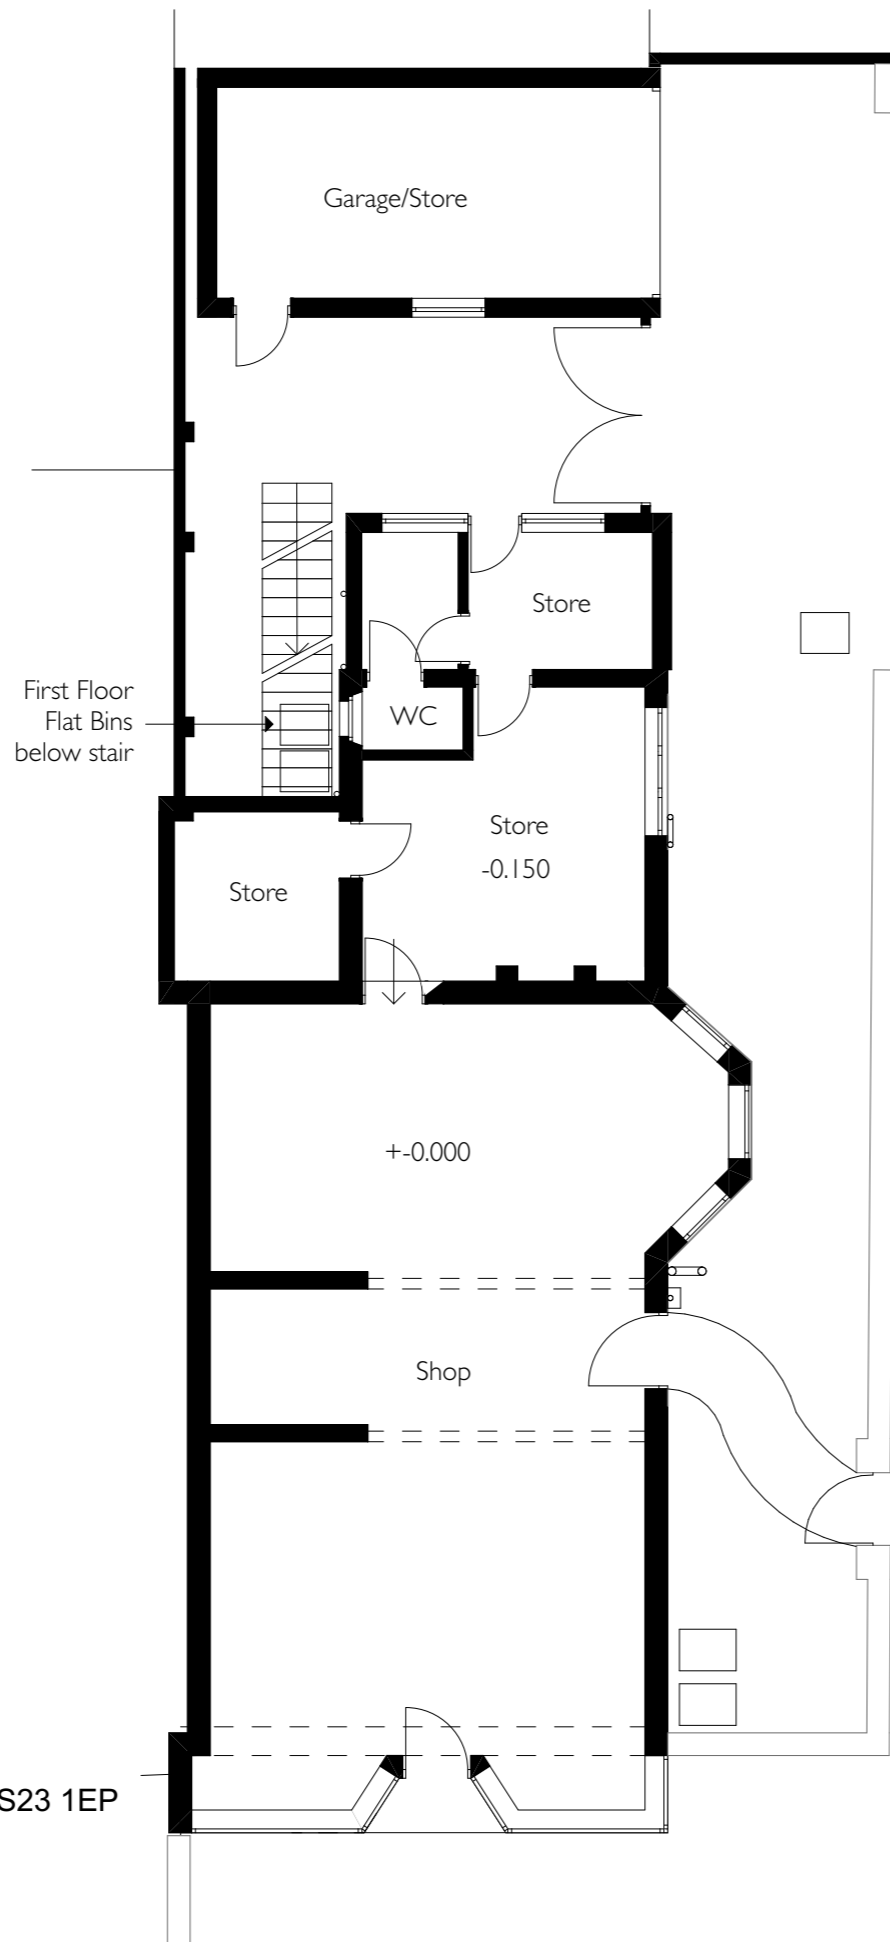 Garage/Store
Store
First Floor
Flat Bins
below stair
WC
Store
-0.150
Store
+-0.000
Shop
S23 1EP